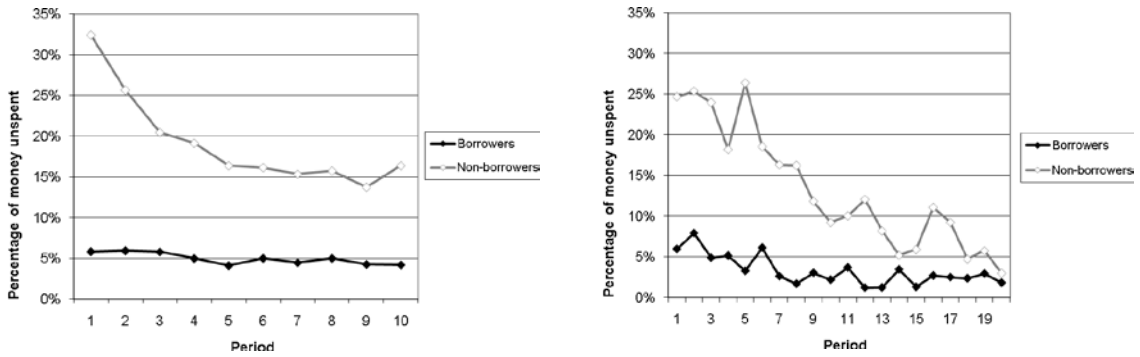 Percentage of money unspent
35%
30%
25%
20%
15%
10%
5%
0%
1 2 3 4 5 6 7 8 9 10
Period
Borrowers
Non-borrowers
Percentage of money unspent
35%
30%
25%
20%
15%
10%
5%
0%
1 3 5 7 9 11 13 15 17 19
Period
Borrowers
Non-borrowers